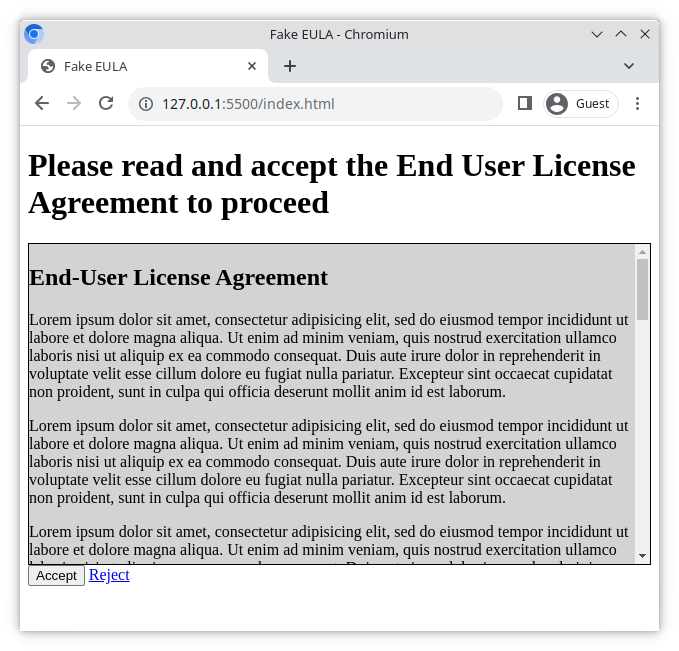 Fake EULA - Chromium
Fake EULA
127.0.0.1:5500/index.html
Guest
Please read and accept the End User License
Agreement to proceed
End-User License Agreement
Lorem ipsum dolor sit amet, consectetur adipisicing elit, sed do eiusmod tempor incididunt ut
labore et dolore magna aliqua. Ut enim ad minim veniam, quis nostrud exercitation ullamco
laboris nisi ut aliquip ex ea commodo consequat. Duis aute irure dolor in reprehenderit in
voluptate velit esse cillum dolore eu fugiat nulla pariatur. Excepteur sint occaecat cupidatat
non proident, sunt in culpa qui officia deserunt mollit anim id est laborum.
Lorem ipsum dolor sit amet, consectetur adipisicing elit, sed do eiusmod tempor incididunt ut
labore et dolore magna aliqua. Ut enim ad minim veniam, quis nostrud exercitation ullamco
laboris nisi ut aliquip ex ea commodo consequat. Duis aute irure dolor in reprehenderit in
voluptate velit esse cillum dolore eu fugiat nulla pariatur. Excepteur sint occaecat cupidatat
non proident, sunt in culpa qui officia deserunt mollit anim id est laborum.
Lorem ipsum dolor sit amet, consectetur adipisicing elit, sed do eiusmod tempor incididunt ut
labore et dolore magna aliqua. Ut enim ad minim veniam, quis nostrud exercitation ullamco
Accept Reject